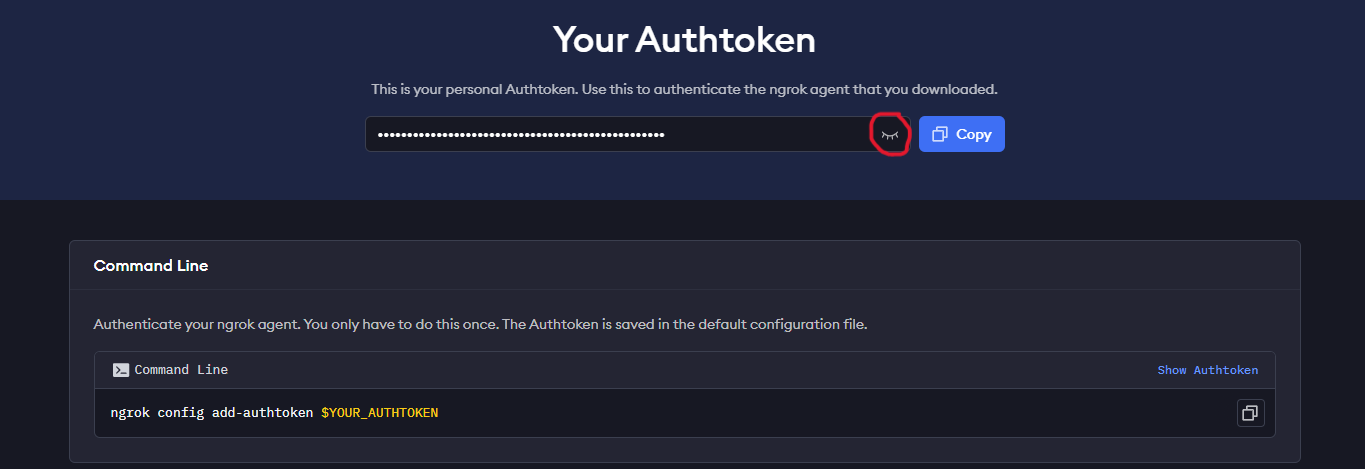 Your Authtoken
This is your personal Authtoken. Use this to authenticate the ngrok agent that you downloaded.
•••••••••••••••••••••••••••••••••••••••••••••••••
Copy
Command Line
Authenticate your ngrok agent. You only have to do this once. The Authtoken is saved in the default configuration file.
Command Line Show Authtoken
ngrok config add-authtoken $YOUR_AUTHTOKEN